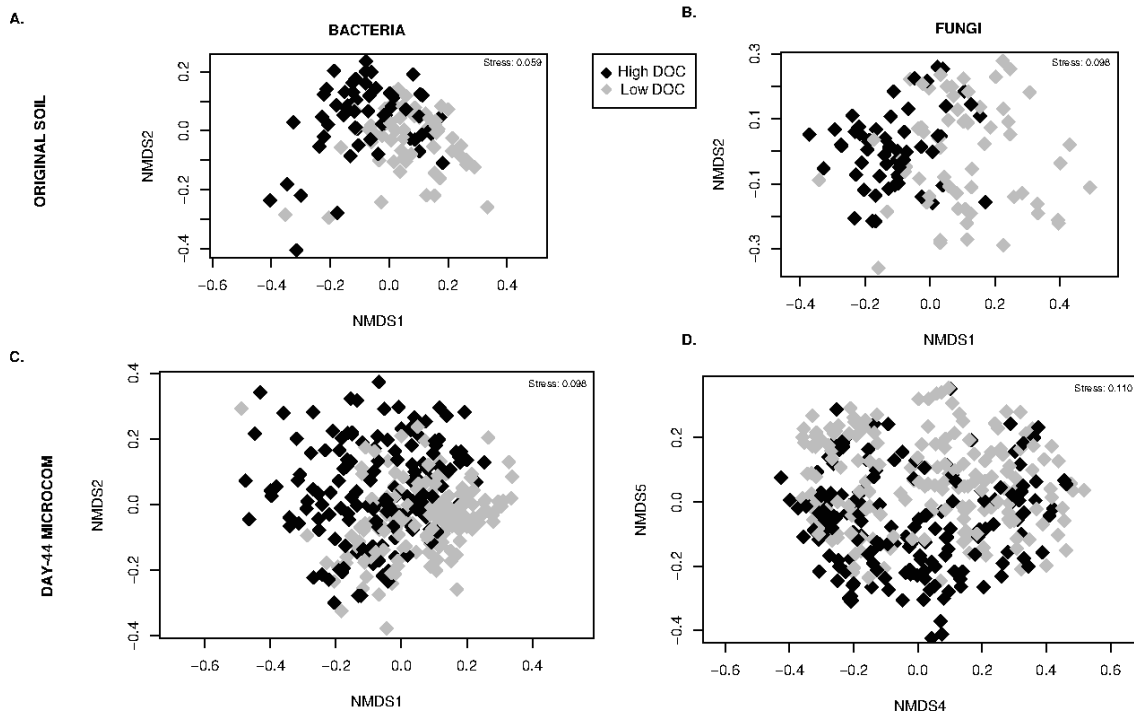 A.
BACTERIA
B.
FUNGI
ORIGINAL SOIL
Stress: 0.059
0.2
0.0
−0.2
−0.4
NMDS2
−0.6 −0.4 −0.2 0.0 0.2 0.4
NMDS1
High DOC
Low DOC
Stress: 0.098
0.3
0.1
−0.1
−0.3
NMDS2
−0.4 −0.2 0.0 0.2 0.4
NMDS1
C.
D.
DAY-44 MICROCOM
Stress: 0.098
0.4
0.2
0.0
−0.2
−0.4
NMDS2
−0.6 −0.4 −0.2 0.0 0.2 0.4
NMDS1
Stress: 0.110
0.2
0.0
−0.2
−0.4
NMDS5
−0.6 −0.4 −0.2 0.0 0.2 0.4 0.6
NMDS4